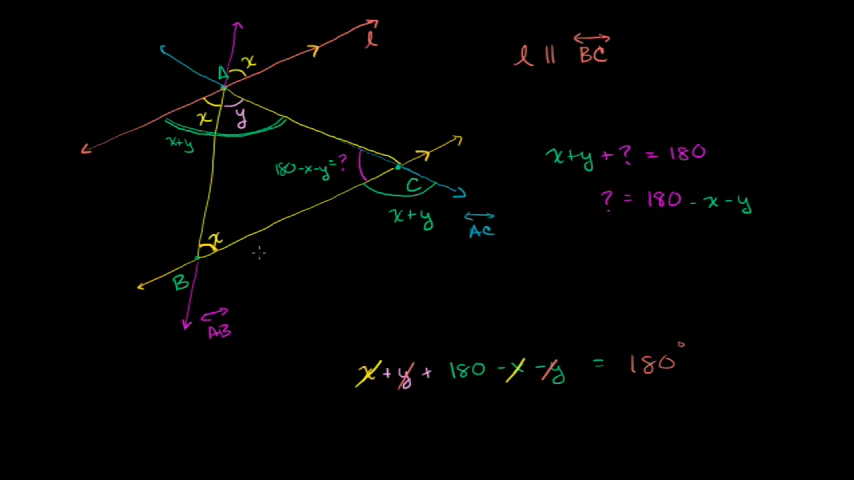 l
x
A
l ∥ BC
x
y
x+y
180-x-y=?
x+y+?=180
C
?=180-x-y
x+y
AC
x
B
AB
x+y+180-x-y=180°